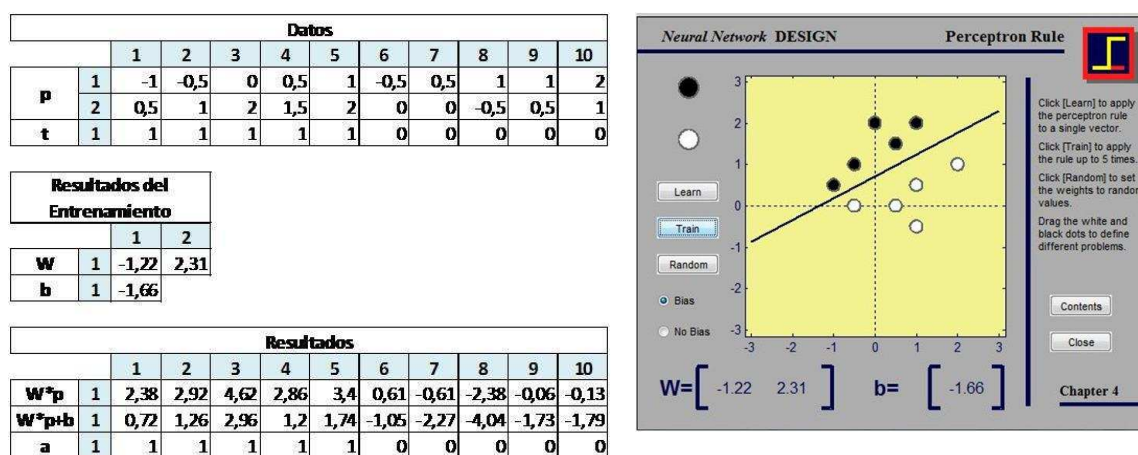 Datos
1 2 3 4 5 6 7 8 9 10
p 1 -1 -0,5 0 0,5 1 -0,5 0,5 1 1 2
2 0,5 1 2 1,5 2 0 0 -0,5 0,5 1
t 1 1 1 1 1 1 0 0 0 0 0
Resultados del
Entrenamiento
1 2
W 1 -1,22 2,31
b 1 -1,66
Resultados
1 2 3 4 5 6 7 8 9 10
W*p 1 2,38 2,92 4,62 2,86 3,4 0,61 -0,61 -2,38 -0,06 -0,13
W*p+b 1 0,72 1,26 2,96 1,2 1,74 -1,05 -2,27 -4,04 -1,73 -1,79
a 1 1 1 1 1 1 0 0 0 0 0
Neural Network DESIGN Perceptron Rule
Click [Learn] to apply
the perceptron rule
to a single vector.
Click [Train] to apply
the rule up to 5 times.
Click [Random] to set
the weights to random
values.
Drag the white and
black dots to define
different problems.
Learn
Train
Random
Bias
No Bias
3
2
1
0
-1
-2
-3
-3 -2 -1 0 1 2 3
Contents
Close
W= [ -1.22 2.31 ] b= [ -1.66 ]
Chapter 4